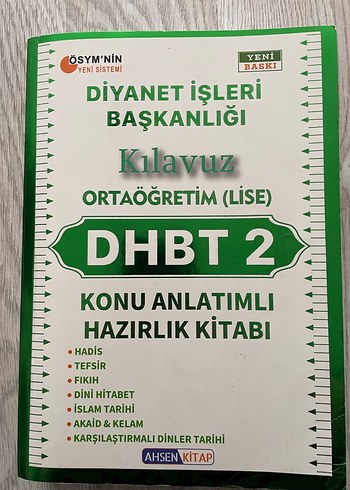 ÖSYM'NİN
YENİ SİSTEMİ
YENİ
BASKI
DİYANET İŞLERİ
BAŞKANLIĞI
Kılavuz
ORTAÖĞRETİM (LİSE)
DHBT 2
KONU ANLATIMLI
HAZIRLIK KİTABI
• HADİS
• TEFSİR
• FIKIH
• DİNİ HİTABET
• İSLAM TARİHİ
• AKAİD & KELAM
• KARŞILAŞTIRMALI DİNLER TARİHİ
AHSEN KİTAP